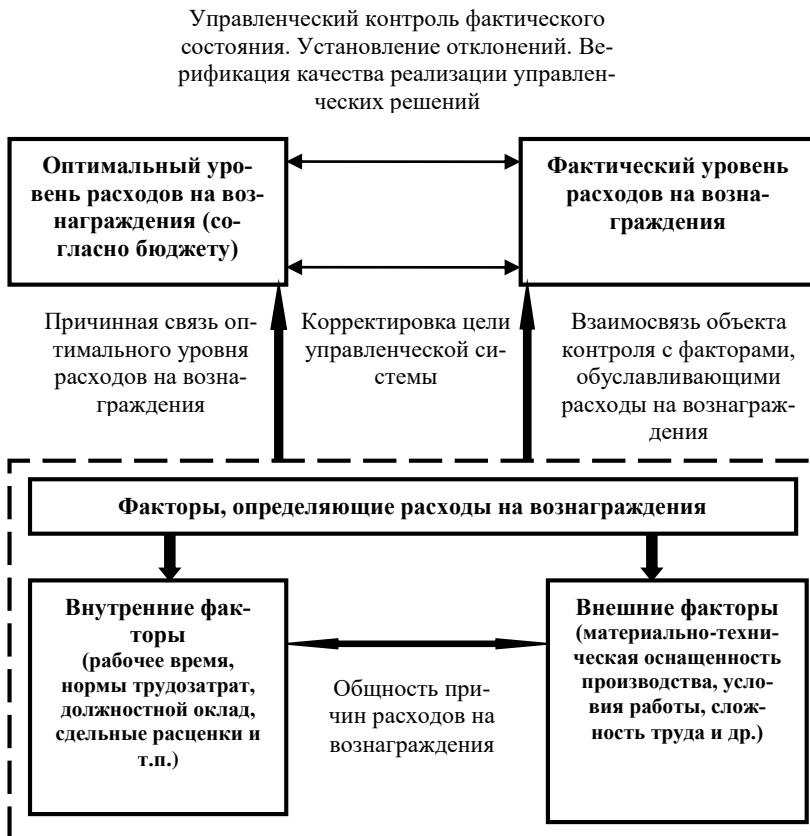 Управленческий контроль фактического
состояния. Установление отклонений. Ве-
рификация качества реализации управлен-
ческих решений
Оптимальный уро-
вень расходов на воз-
награждения (со-
гласно бюджету)
Фактический уровень
расходов на возна-
граждения
Причинная связь оп-
тимального уровня
расходов на возна-
граждения
Корректировка цели
управленческой си-
стемы
Взаимосвязь объекта
контроля с факторами,
обуславливающими
расходы на вознаграж-
дения
Факторы, определяющие расходы на вознаграждения
Внутренние фак-
торы
(рабочее время,
нормы трудозатрат,
должностной оклад,
сдельные расценки и
т.п.)
Общность при-
чин расходов на
вознаграждения
Внешние факторы
(материально-техни-
ческая оснащенность
производства, усло-
вия работы, слож-
ность труда и др.)